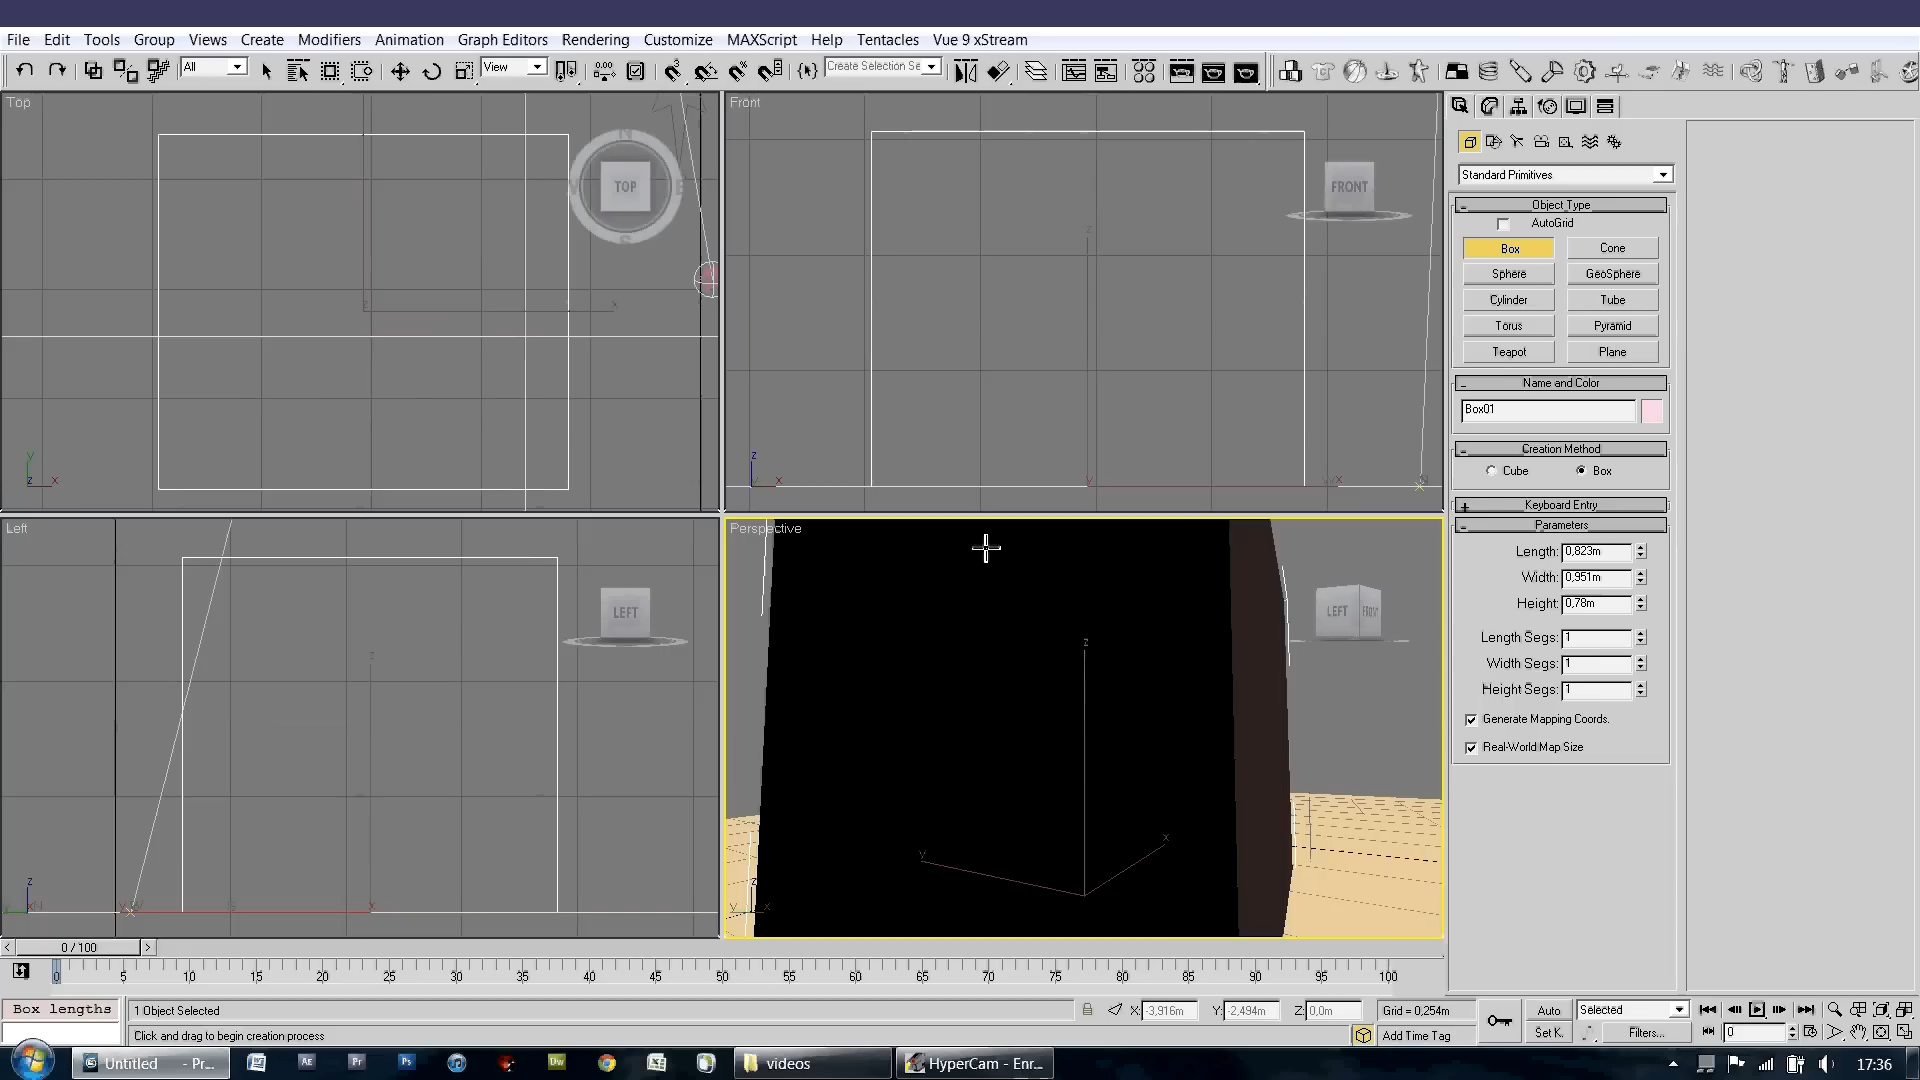 File Edit Tools Group Views Create Modifiers Animation Graph Editors Rendering Customize MAXScript Help Tentacles Vue 9 xStream
All View Create Selection Se
Top
TOP
N
S
E
y
z x
Front
FRONT
z
x
Left
LEFT
z
Perspective
LEFT FRONT
z
y
x
Standard Primitives
Object Type
AutoGrid
Box Cone
Sphere GeoSphere
Cylinder Tube
Torus Pyramid
Teapot Plane
Name and Color
Box01
Creation Method
Cube Box
Keyboard Entry
Parameters
Length: 0,823m
Width: 0,951m
Height: 0,78m
Length Segs: 1
Width Segs: 1
Height Segs: 1
Generate Mapping Coords.
Real-World Map Size
0 / 100
0 5 10 15 20 25 30 35 40 45 50 55 60 65 70 75 80 85 90 95 100
Box lengths
1 Object Selected X: -3,916m Y: -2,494m Z: 0,0m Grid = 0,254m Auto Selected
Click and drag to begin creation process Add Time Tag Set K. Filters... 0
Untitled - Pr... AE Pr Ps Dw videos HyperCam - Enr... 17:36